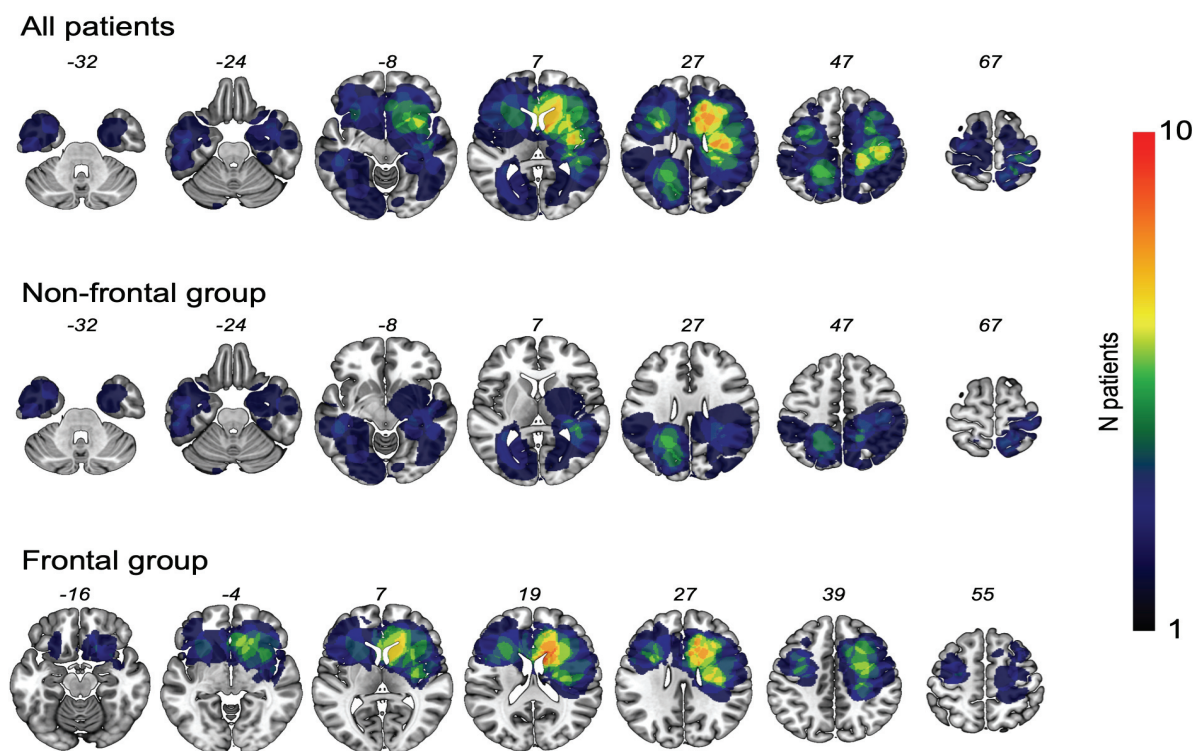 All patients
-32 -24 -8 7 27 47 67
10
Non-frontal group
-32 -24 -8 7 27 47 67
N patients
Frontal group
-16 -4 7 19 27 39 55
1